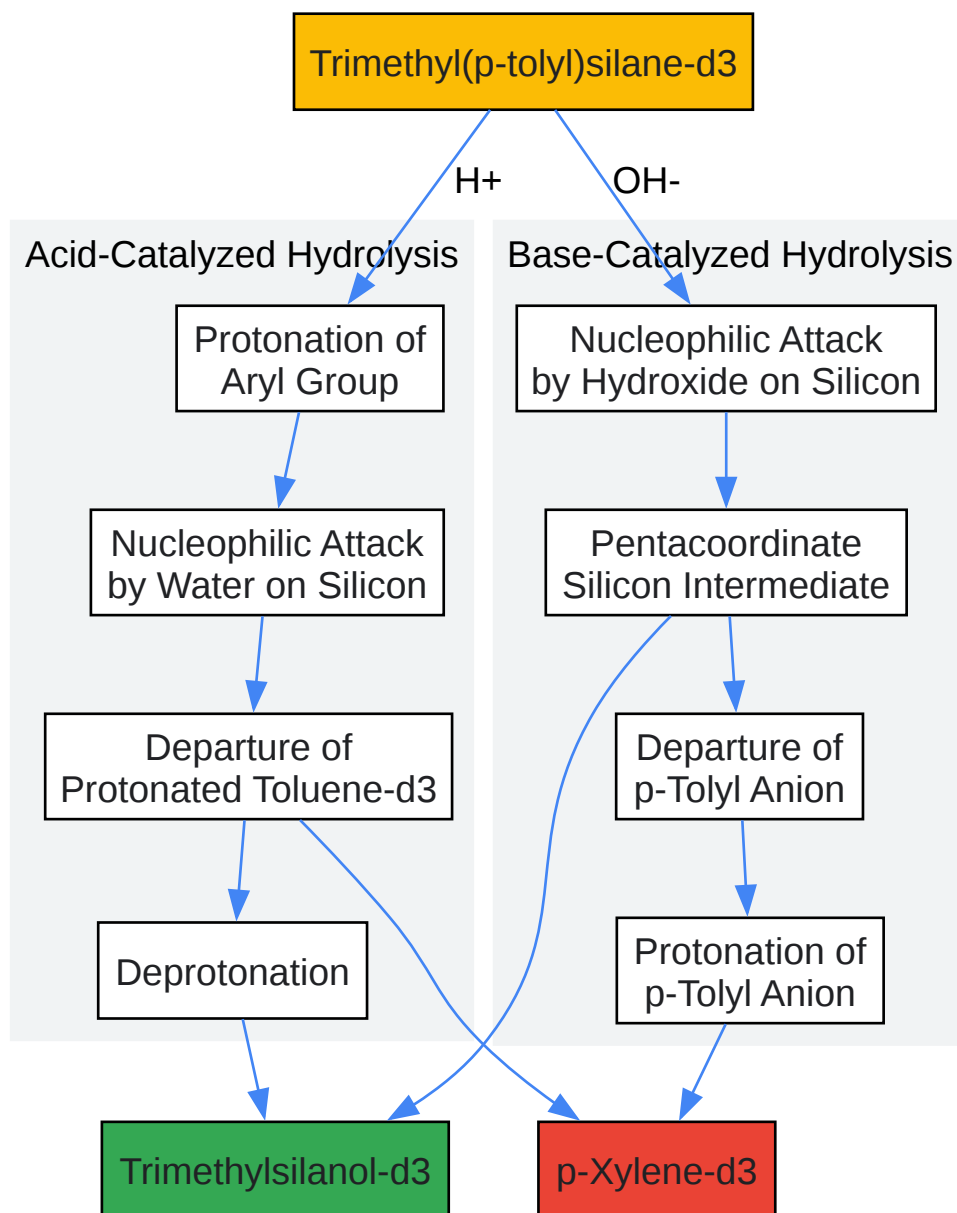 Trimethyl(p-tolyl)silane-d3
H+
OH-
Acid-Catalyzed Hydrolysis
Base-Catalyzed Hydrolysis
Protonation of
Aryl Group
Nucleophilic Attack
by Hydroxide on Silicon
Nucleophilic Attack
by Water on Silicon
Pentacoordinate
Silicon Intermediate
Departure of
Protonated Toluene-d3
Departure of
p-Tolyl Anion
Deprotonation
Protonation of
p-Tolyl Anion
Trimethylsilanol-d3
p-Xylene-d3